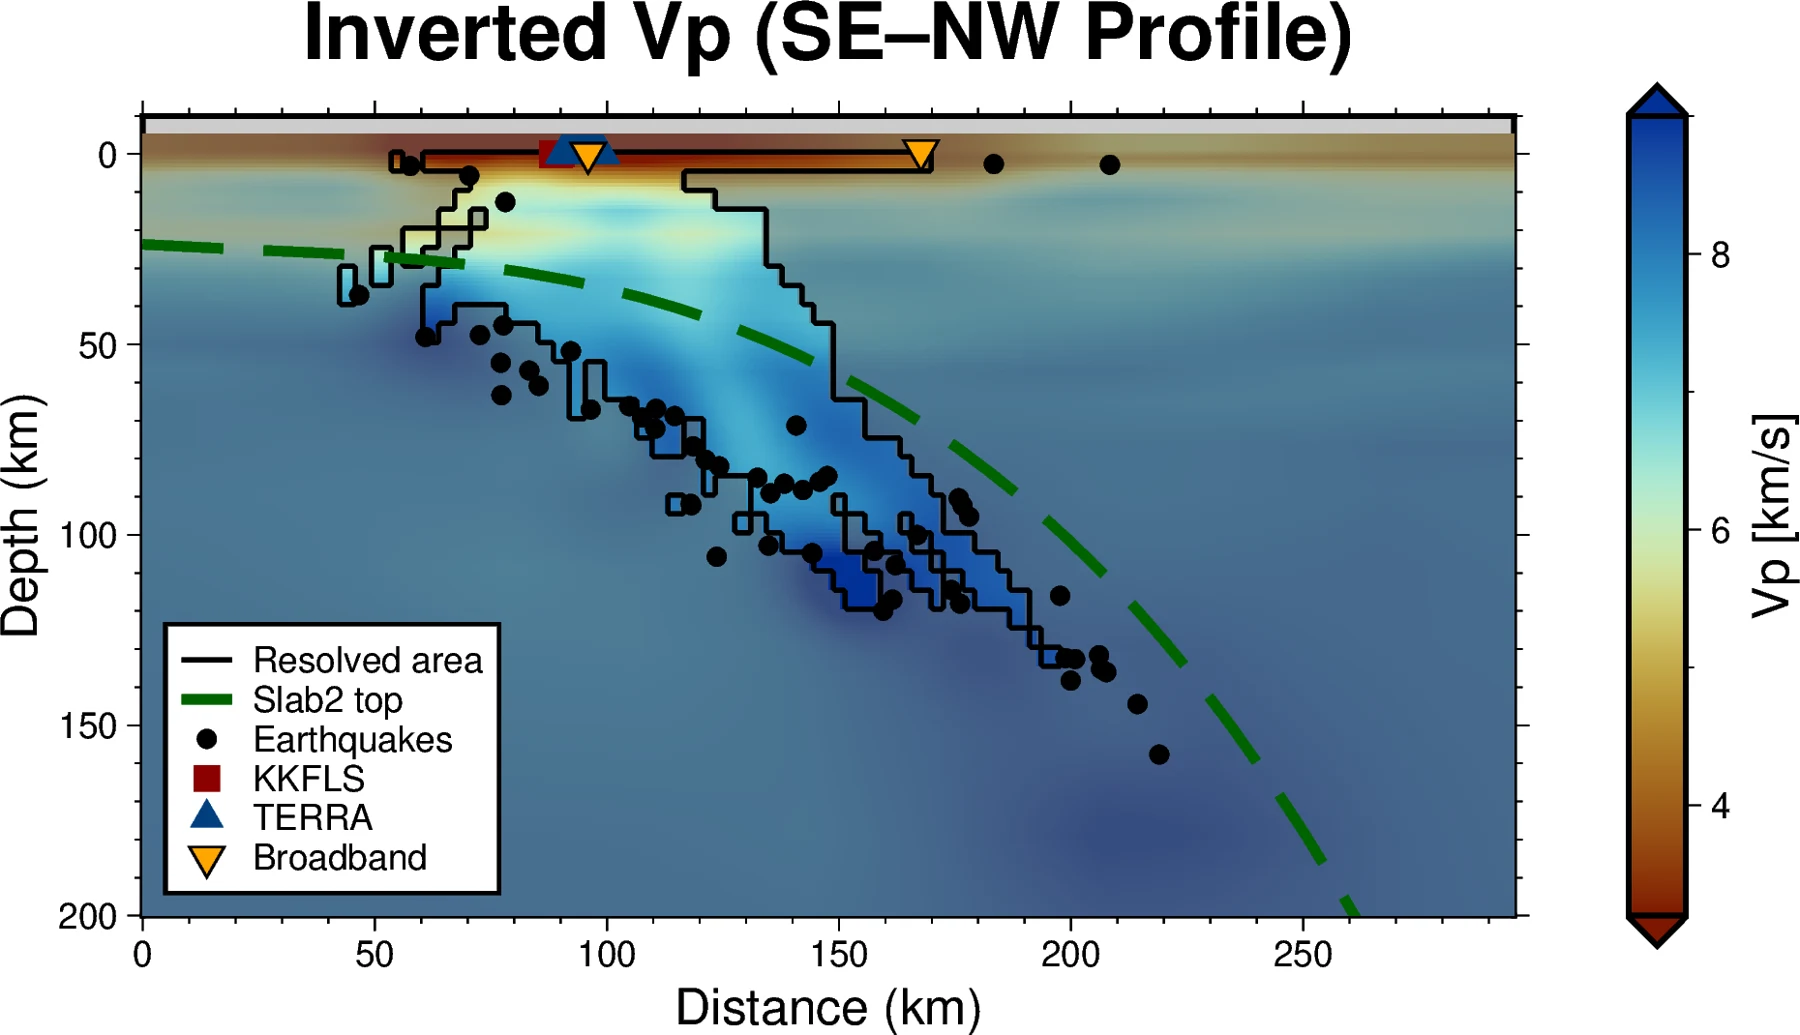 Inverted Vp (SE–NW Profile)
0
50
100
150
200
Depth (km)
0
50
100
150
200
250
Distance (km)
Resolved area
Slab2 top
Earthquakes
KKFLS
TERRA
Broadband
8
6
4
Vp [km/s]